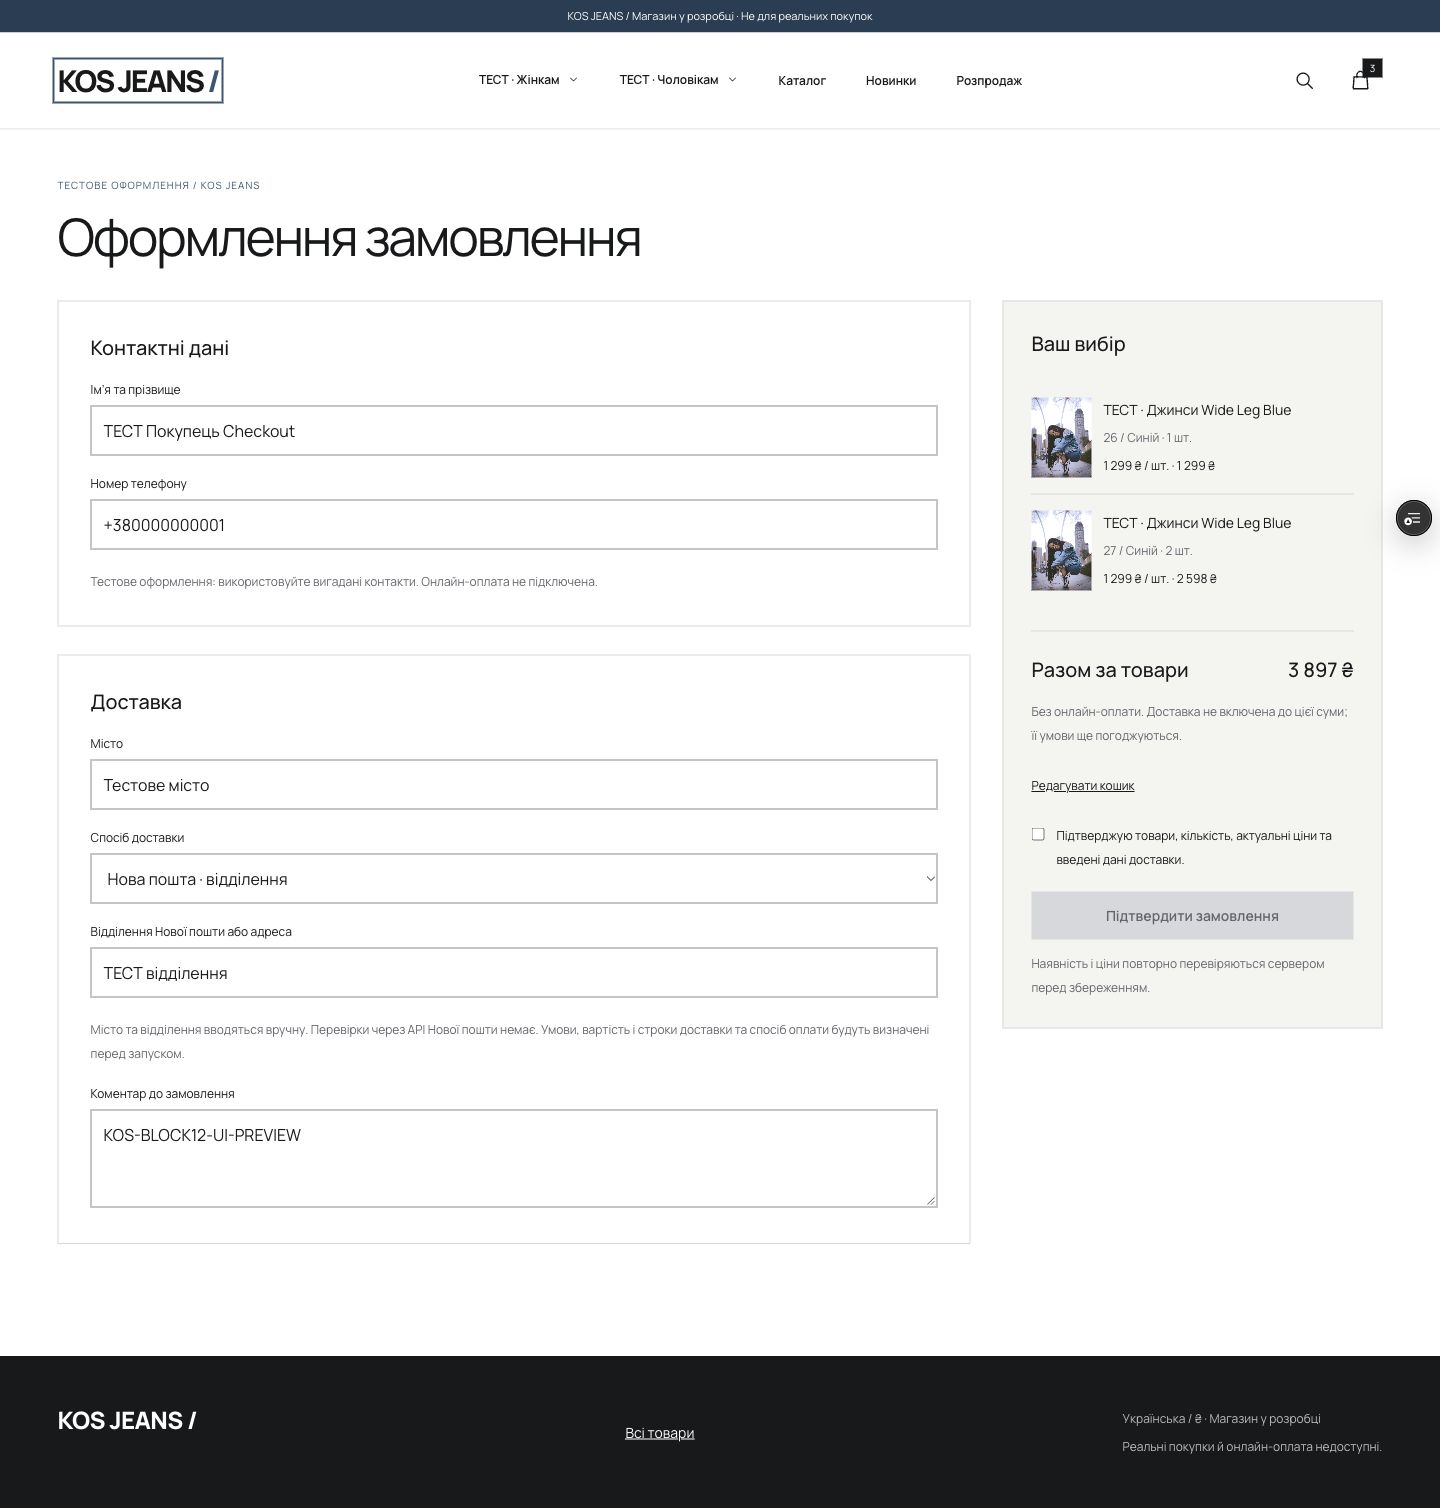 KOS JEANS / Магазин у розробці · Не для реальних покупок
KOS JEANS /
ТЕСТ · Жінкам
ТЕСТ · Чоловікам
Каталог
Новинки
Розпродаж
3
ТЕСТОВЕ ОФОРМЛЕННЯ / KOS JEANS
Оформлення замовлення
Контактні дані
Ім'я та прізвище
ТЕСТ Покупець Checkout
Номер телефону
+380000000001
Тестове оформлення: використовуйте вигадані контакти. Онлайн-оплата не підключена.
Доставка
Місто
Тестове місто
Спосіб доставки
Нова пошта · відділення
Відділення Нової пошти або адреса
ТЕСТ відділення
Місто та відділення вводяться вручну. Перевірки через API Нової пошти немає. Умови, вартість і строки доставки та спосіб оплати будуть визначені
перед запуском.
Коментар до замовлення
KOS-BLOCK12-UI-PREVIEW
Ваш вибір
ТЕСТ · Джинси Wide Leg Blue
26 / Синій · 1 шт.
1 299 ₴ / шт. · 1 299 ₴
ТЕСТ · Джинси Wide Leg Blue
27 / Синій · 2 шт.
1 299 ₴ / шт. · 2 598 ₴
Разом за товари 3 897 ₴
Без онлайн-оплати. Доставка не включена до цієї суми;
її умови ще погоджуються.
Редагувати кошик
Підтверджую товари, кількість, актуальні ціни та
введені дані доставки.
Підтвердити замовлення
Наявність і ціни повторно перевіряються сервером
перед збереженням.
KOS JEANS /
Всі товари
Українська / ₴ · Магазин у розробці
Реальні покупки й онлайн-оплата недоступні.